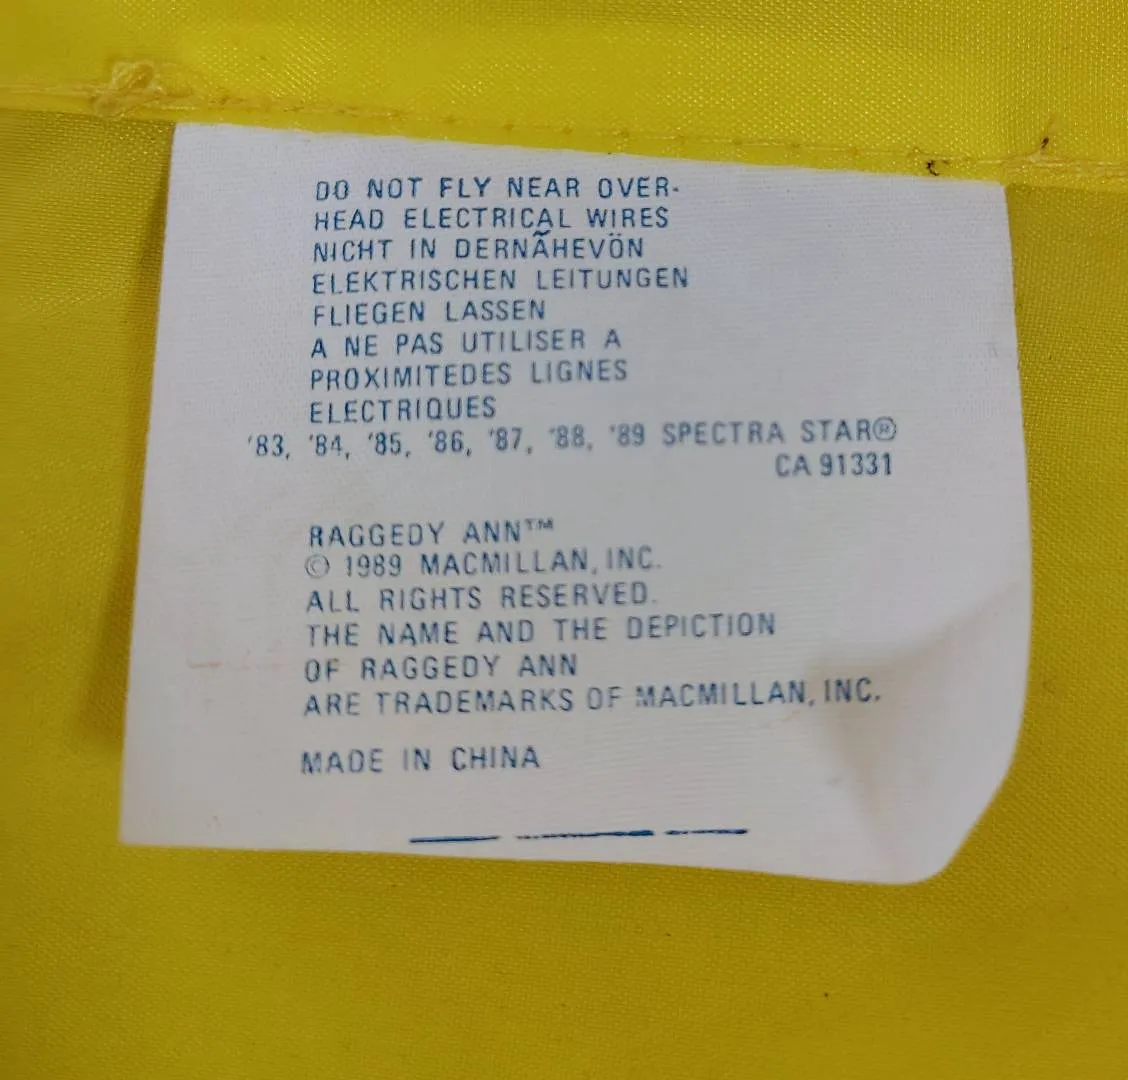 DO NOT FLY NEAR OVER-
HEAD ELECTRICAL WIRES
NICHT IN DERNÃHEVÖN
ELEKTRISCHEN LEITUNGEN
FLIEGEN LASSEN
A NE PAS UTILISER A
PROXIMITEDES LIGNES
ELECTRIQUES
'83, '84, '85, '86, '87, '88, '89 SPECTRA STAR®
CA 91331
RAGGEDY ANN™
© 1989 MACMILLAN, INC.
ALL RIGHTS RESERVED.
THE NAME AND THE DEPICTION
OF RAGGEDY ANN
ARE TRADEMARKS OF MACMILLAN, INC.
MADE IN CHINA